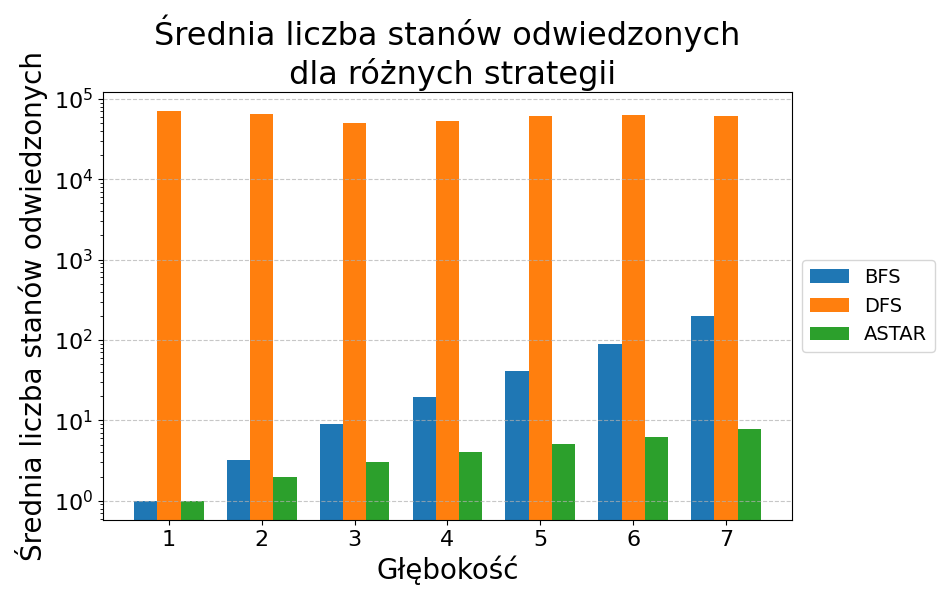 Średnia liczba stanów odwiedzonych
dla różnych strategii
Średnia liczba stanów odwiedzonych
10^5
10^4
10^3
10^2
10^1
10^0
1 2 3 4 5 6 7
Głębokość
BFS
DFS
ASTAR